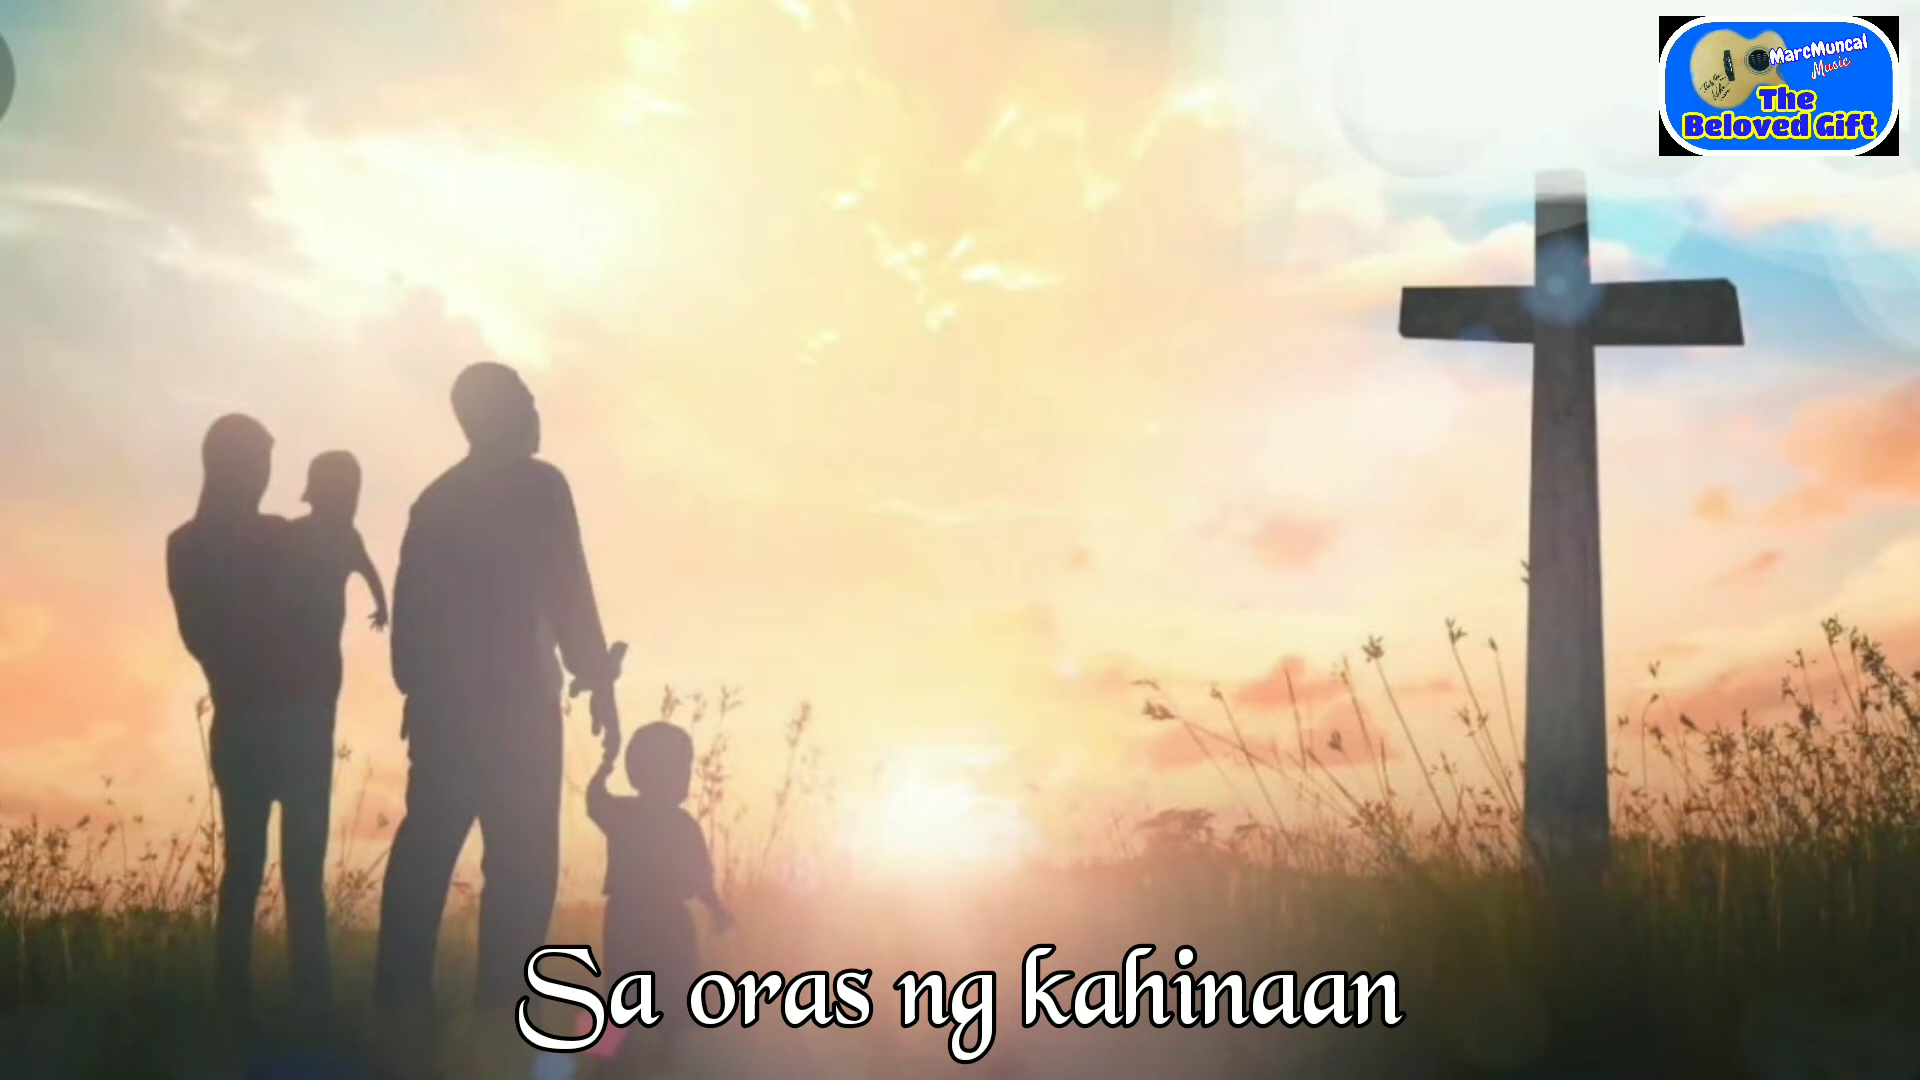 MarcMuncal
Music
The
Beloved Gift
Sa oras ng kahinaan